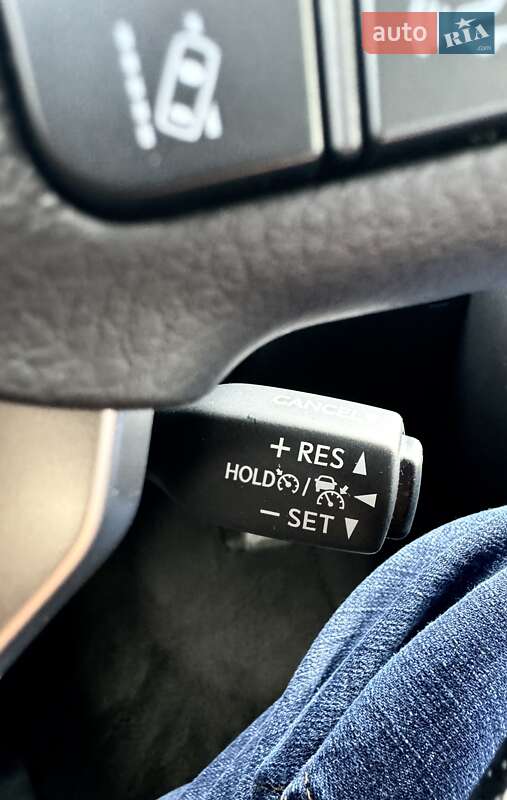 auto RIA
.com
CANCEL
+ RES
HOLD /
− SET